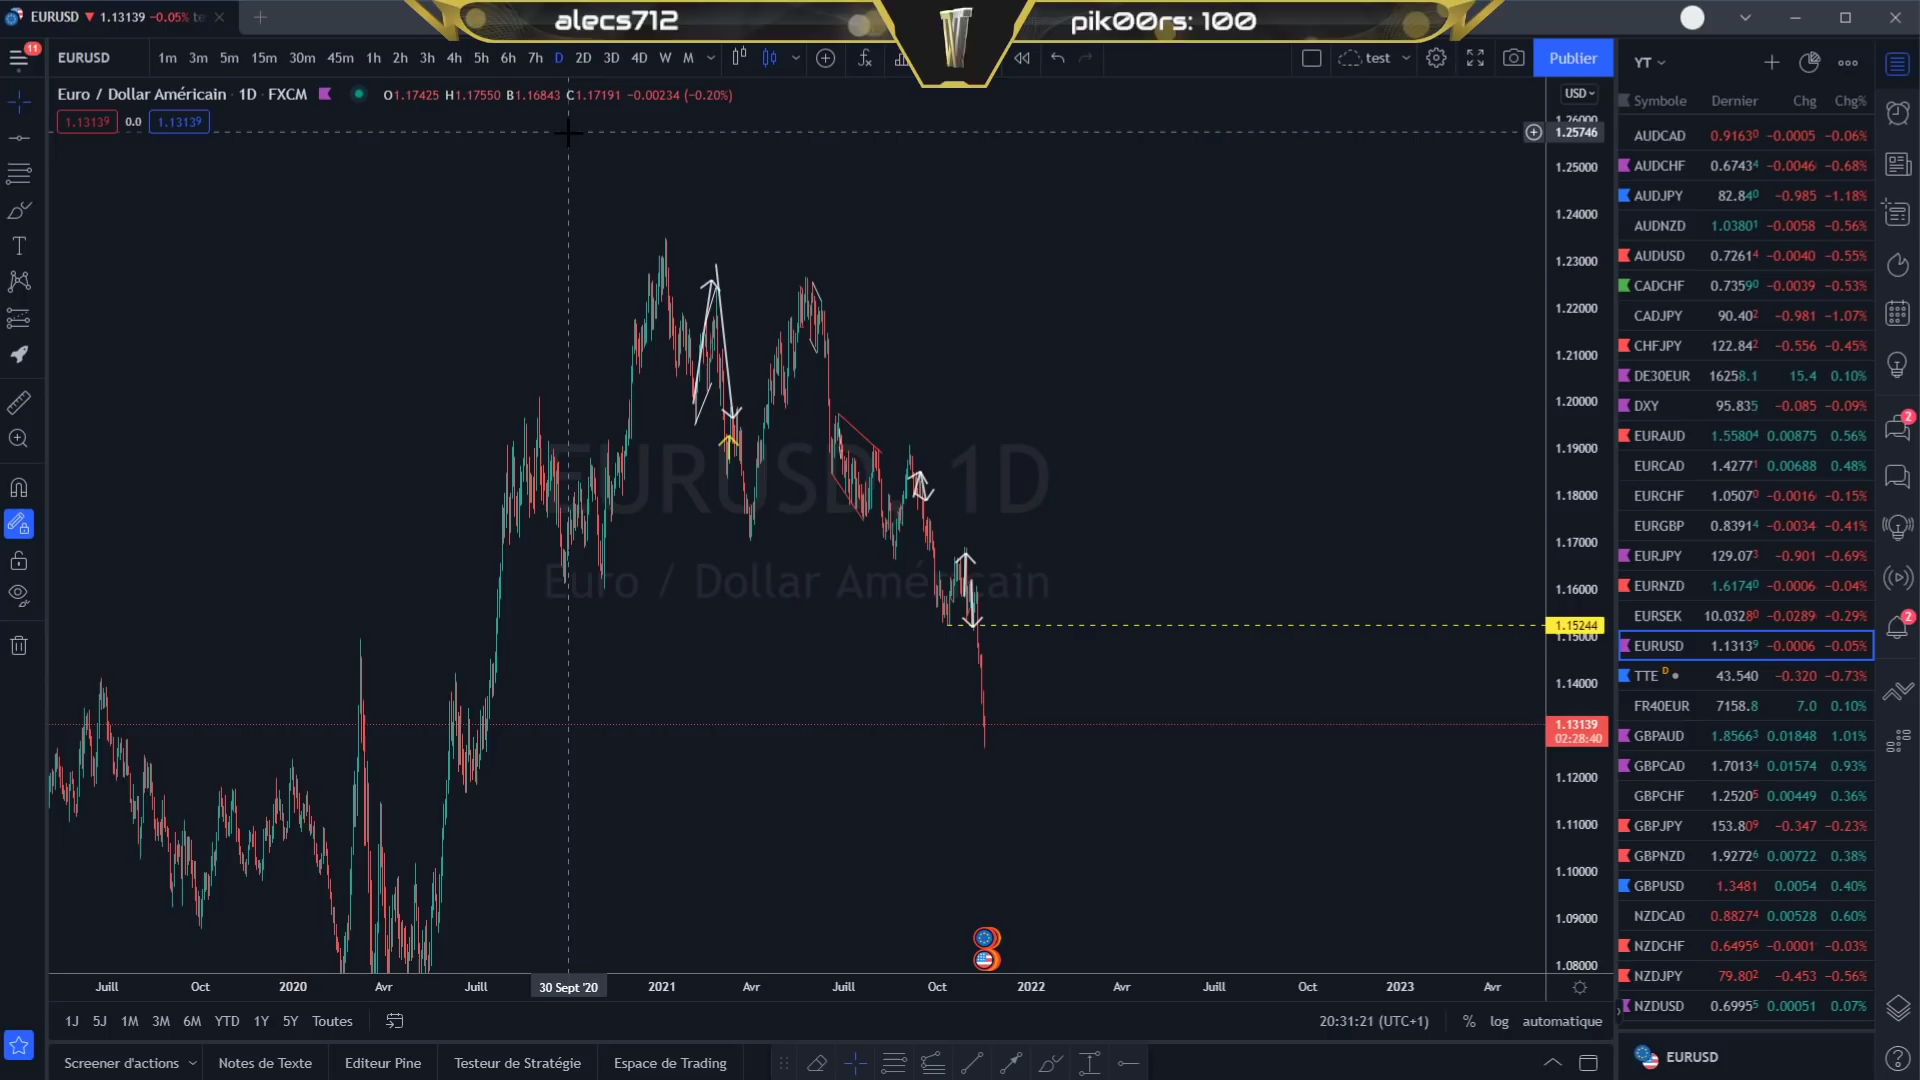 EURUSD ▼ 1.13139 −0.05% te
alecs712
pik00rs: 100
11
EURUSD
1m 3m 5m 15m 30m 45m 1h 2h 3h 4h 5h 6h 7h D 2D 3D 4D W M
test
Publier
YT
Euro / Dollar Américain · 1D · FXCM
O1.17425 H1.17550 B1.16843 C1.17191 −0.00234 (−0.20%)
1.13139 0.0 1.13139
USD
1.26000
1.25746
1.25000
1.24000
1.23000
1.22000
1.21000
1.20000
1.19000
1.18000
1.17000
1.16000
1.15244
1.15000
1.14000
1.13139
02:28:40
1.12000
1.11000
1.10000
1.09000
1.08000
EURUSD, 1D
Euro / Dollar Américain
Symbole Dernier Chg Chg%
AUDCAD 0.91630 −0.0005 −0.06%
AUDCHF 0.67434 −0.0046 −0.68%
AUDJPY 82.840 −0.985 −1.18%
AUDNZD 1.03801 −0.0058 −0.56%
AUDUSD 0.72614 −0.0040 −0.55%
CADCHF 0.73590 −0.0039 −0.53%
CADJPY 90.402 −0.981 −1.07%
CHFJPY 122.842 −0.556 −0.45%
DE30EUR 16258.1 15.4 0.10%
DXY 95.835 −0.085 −0.09%
EURAUD 1.55804 0.00875 0.56%
EURCAD 1.42771 0.00688 0.48%
EURCHF 1.05070 −0.0016 −0.15%
EURGBP 0.83914 −0.0034 −0.41%
EURJPY 129.073 −0.901 −0.69%
EURNZD 1.61740 −0.0006 −0.04%
EURSEK 10.03280 −0.0289 −0.29%
EURUSD 1.13139 −0.0006 −0.05%
TTE D 43.540 −0.320 −0.73%
FR40EUR 7158.8 7.0 0.10%
GBPAUD 1.85663 0.01848 1.01%
GBPCAD 1.70134 0.01574 0.93%
GBPCHF 1.25205 0.00449 0.36%
GBPJPY 153.809 −0.347 −0.23%
GBPNZD 1.92726 0.00722 0.38%
GBPUSD 1.3481 0.0054 0.40%
NZDCAD 0.88274 0.00528 0.60%
NZDCHF 0.64956 −0.0001 −0.03%
NZDJPY 79.802 −0.453 −0.56%
NZDUSD 0.69955 0.00051 0.07%
2
2
Juill Oct 2020 Avr Juill 30 Sept '20 2021 Avr Juill Oct 2022 Avr Juill Oct 2023 Avr
1J 5J 1M 3M 6M YTD 1Y 5Y Toutes
20:31:21 (UTC+1) % log automatique
Screener d'actions Notes de Texte Editeur Pine Testeur de Stratégie Espace de Trading
EURUSD